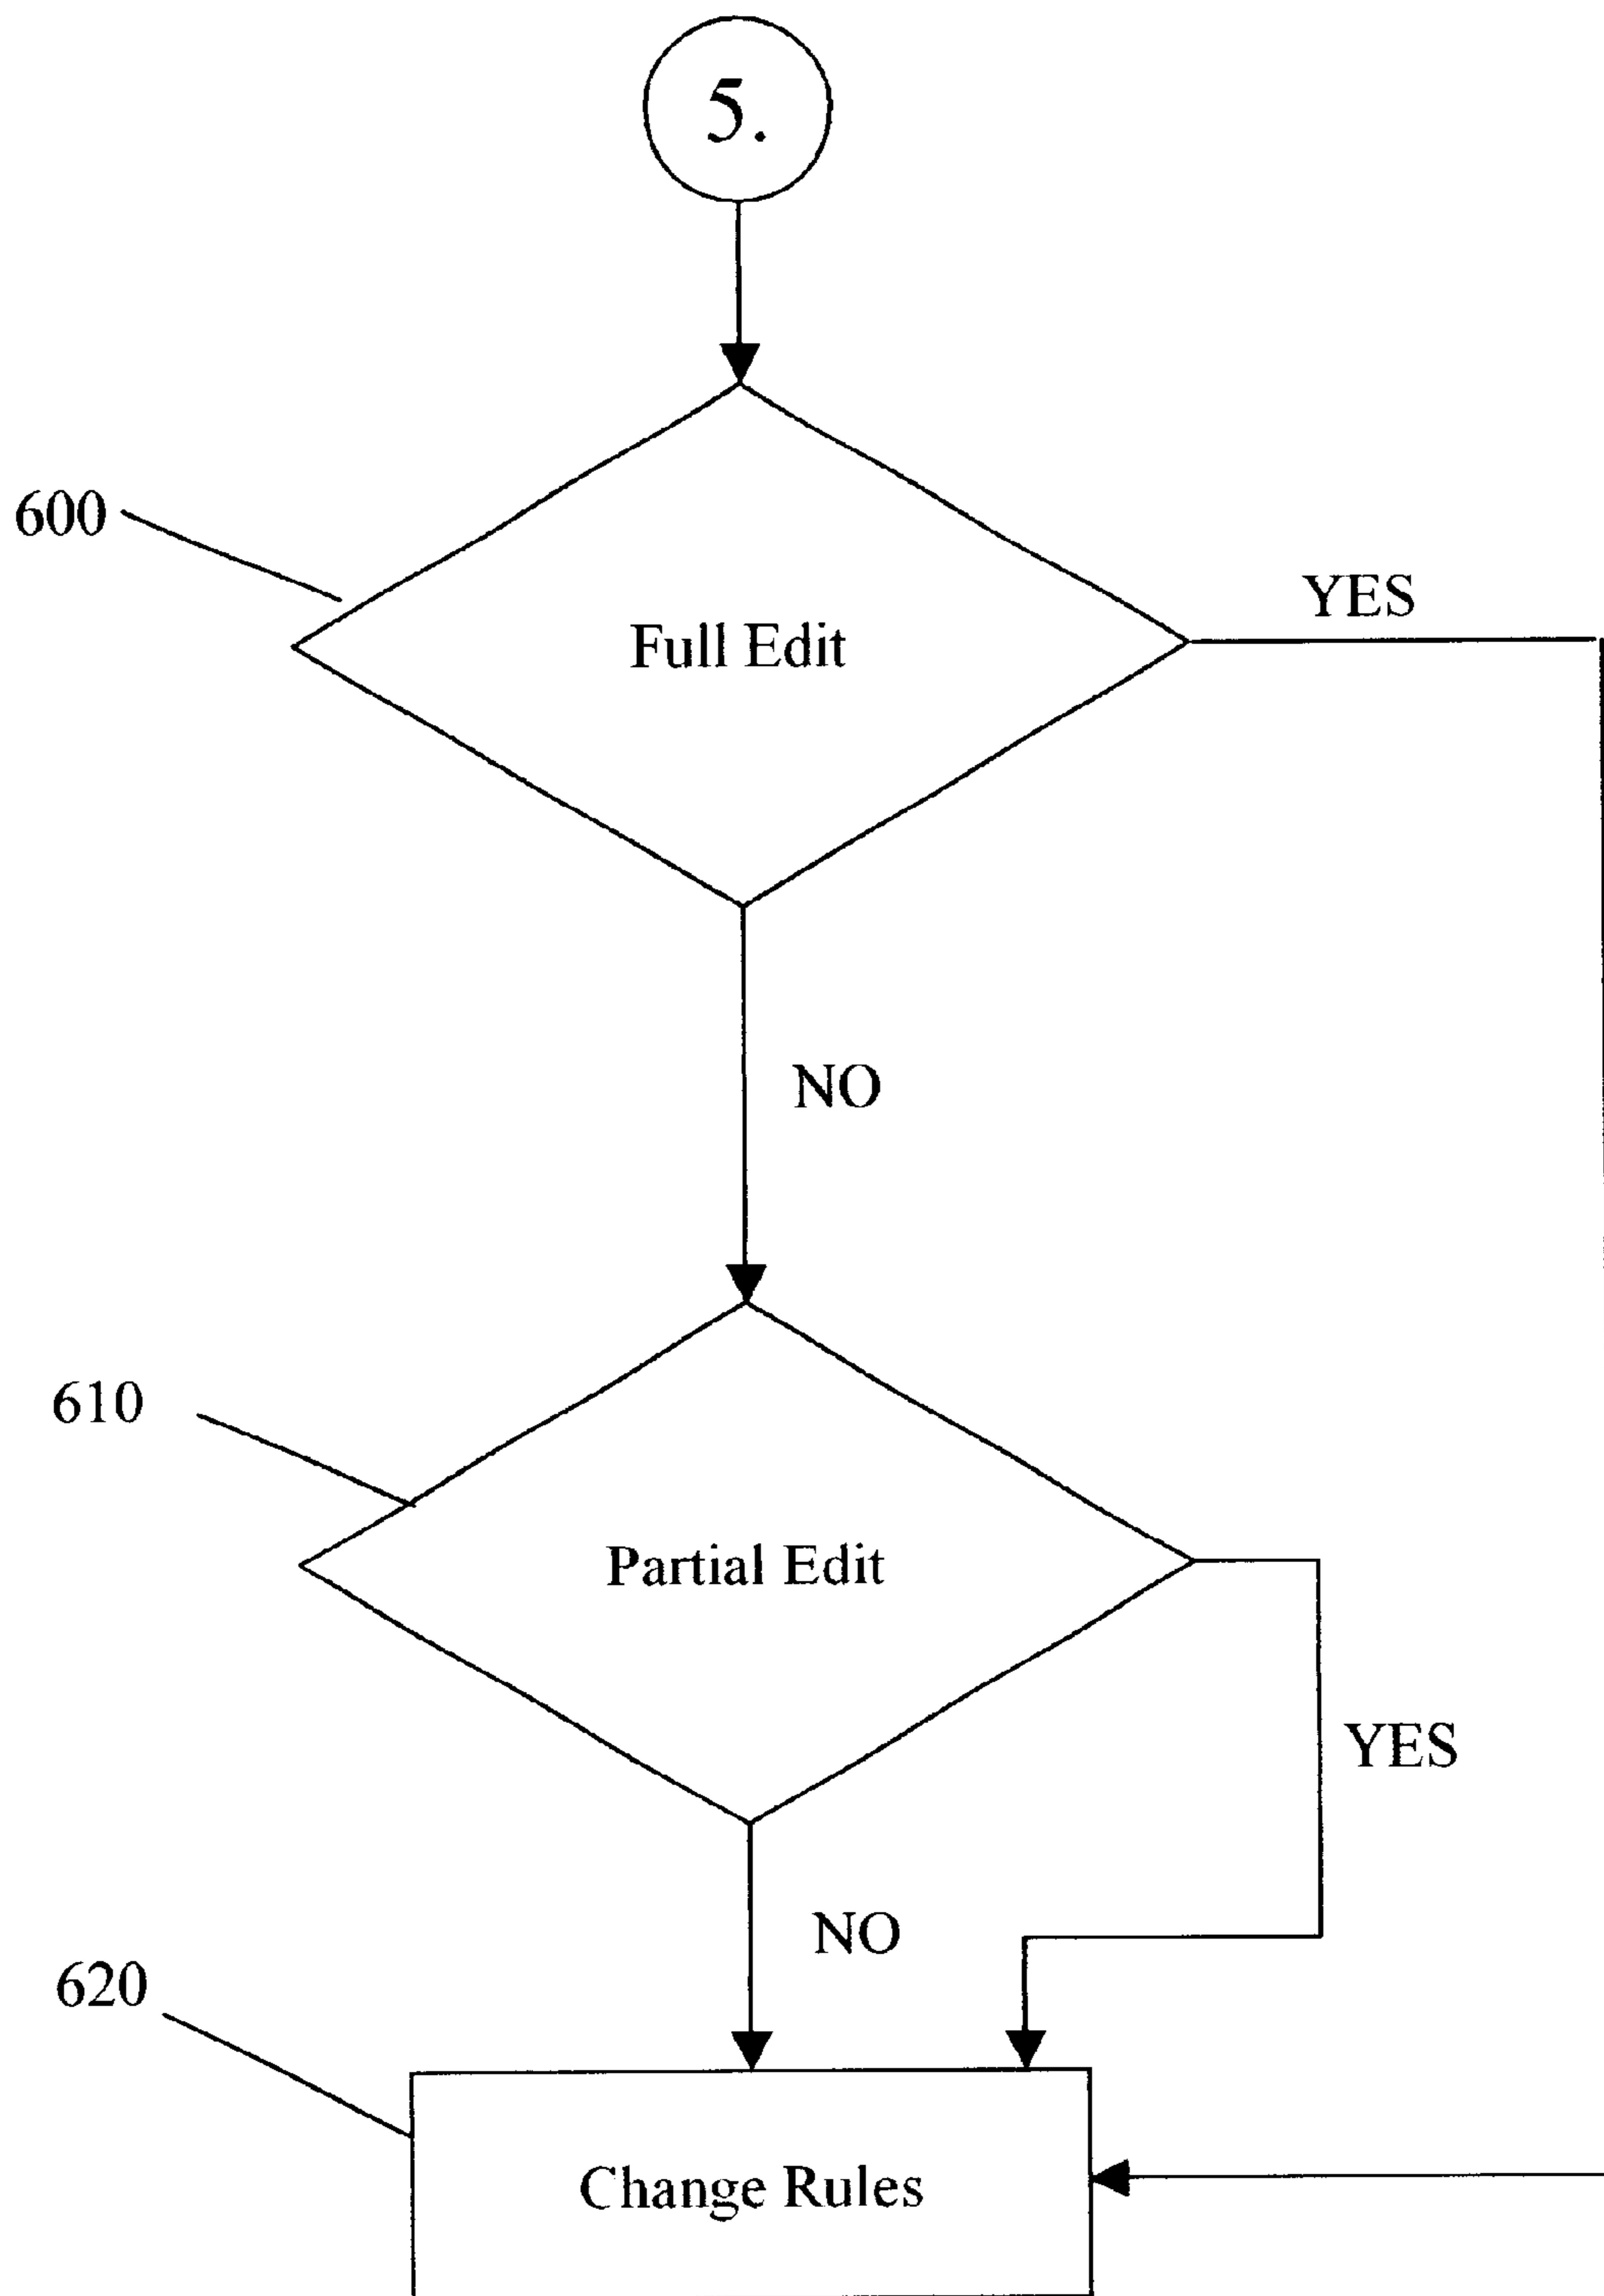 5.
600
YES
Full Edit
NO
610
Partial Edit
YES
NO
620
Change Rules